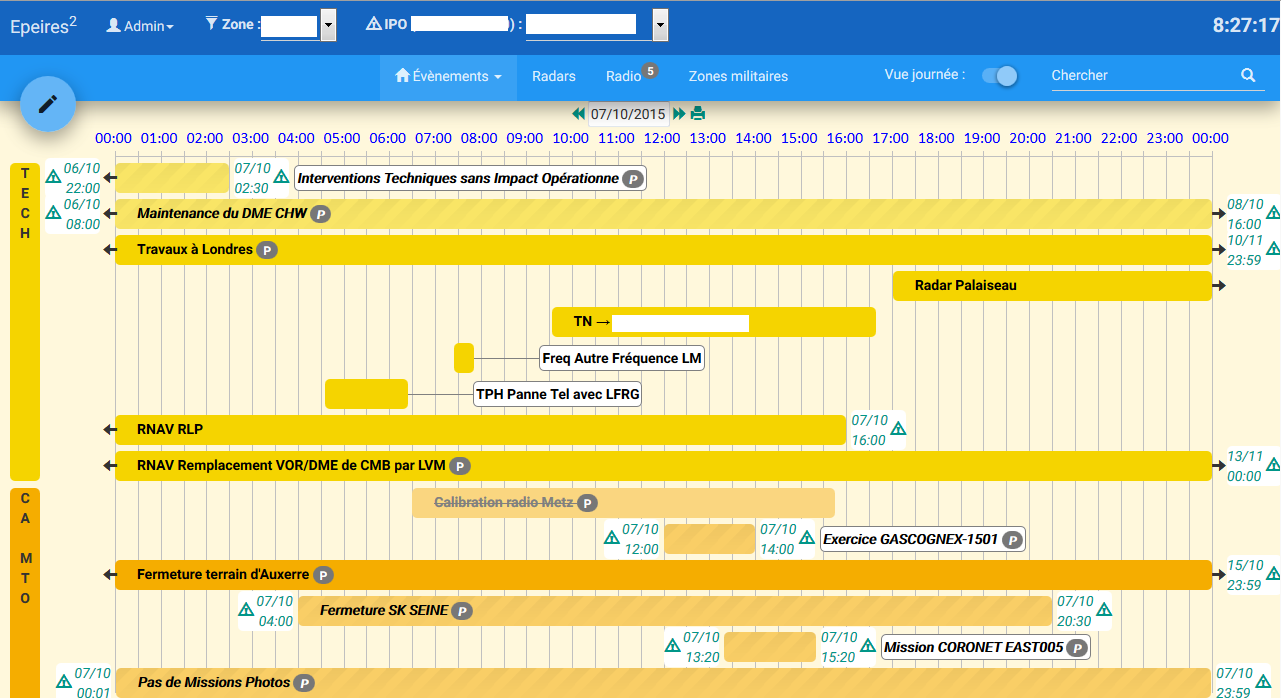 Epeires2 Admin Zone : IPO ) : 8:27:17
Évènements Radars Radio 5 Zones militaires Vue journée : Chercher
07/10/2015
00:00 01:00 02:00 03:00 04:00 05:00 06:00 07:00 08:00 09:00 10:00 11:00 12:00 13:00 14:00 15:00 16:00 17:00 18:00 19:00 20:00 21:00 22:00 23:00 00:00
TECH
06/10 22:00 07/10 02:30 Interventions Techniques sans Impact Opérationne P
06/10 08:00 Maintenance du DME CHW P 08/10 16:00
Travaux à Londres P 10/11 23:59
Radar Palaiseau
TN →
Freq Autre Fréquence LM
TPH Panne Tel avec LFRG
RNAV RLP 07/10 16:00
RNAV Remplacement VOR/DME de CMB par LVM P 13/11 00:00
CA MTO
Calibration radio Metz P
07/10 12:00 07/10 14:00 Exercice GASCOGNEX-1501 P
Fermeture terrain d'Auxerre P 15/10 23:59
07/10 04:00 Fermeture SK SEINE P 07/10 20:30
07/10 13:20 07/10 15:20 Mission CORONET EAST005 P
07/10 00:01 Pas de Missions Photos P 07/10 23:59